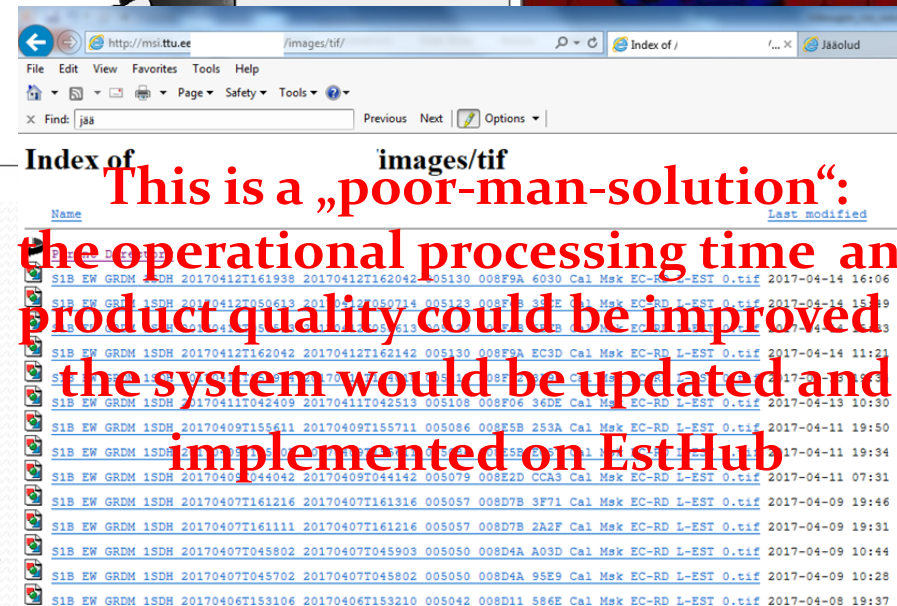 http://msi.ttu.ee /images/tif/
Index of /
/... ×
Jääolud
File Edit View Favorites Tools Help
Page Safety Tools
× Find: jää Previous Next Options
Index of /images/tif
This is a „poor-man-solution“:
Name Last modified
the operational processing time an
S1B EW GRDM 1SDH 20170412T161938 20170412T162042 005130 008F9A 6030 Cal Msk EC-RD L-EST 0.tif 2017-04-14 16:06
product quality could be improved
S1B EW GRDM 1SDH 20170412T162042 20170412T162142 005130 008F9A EC3D Cal Msk EC-RD L-EST 0.tif 2017-04-14 11:21
the system would be updated and
S1B EW GRDM 1SDH 20170411T042409 20170411T042513 005108 008F06 36DE Cal Msk EC-RD L-EST 0.tif 2017-04-13 10:30
S1B EW GRDM 1SDH 20170409T155611 20170409T155711 005086 008E5B 253A Cal Msk EC-RD L-EST 0.tif 2017-04-11 19:50
implemented on EstHub
2017-04-11 19:34
S1B EW GRDM 1SDH 20170409T044042 20170409T044142 005079 008E2D CCA3 Cal Msk EC-RD L-EST 0.tif 2017-04-11 07:31
S1B EW GRDM 1SDH 20170407T161216 20170407T161316 005057 008D7B 3F71 Cal Msk EC-RD L-EST 0.tif 2017-04-09 19:46
S1B EW GRDM 1SDH 20170407T161111 20170407T161216 005057 008D7B 2A2F Cal Msk EC-RD L-EST 0.tif 2017-04-09 19:31
S1B EW GRDM 1SDH 20170407T045802 20170407T045903 005050 008D4A A03D Cal Msk EC-RD L-EST 0.tif 2017-04-09 10:44
S1B EW GRDM 1SDH 20170407T045702 20170407T045802 005050 008D4A 95E9 Cal Msk EC-RD L-EST 0.tif 2017-04-09 10:28
S1B EW GRDM 1SDH 20170406T153106 20170406T153210 005042 008D11 586E Cal Msk EC-RD L-EST 0.tif 2017-04-08 19:37